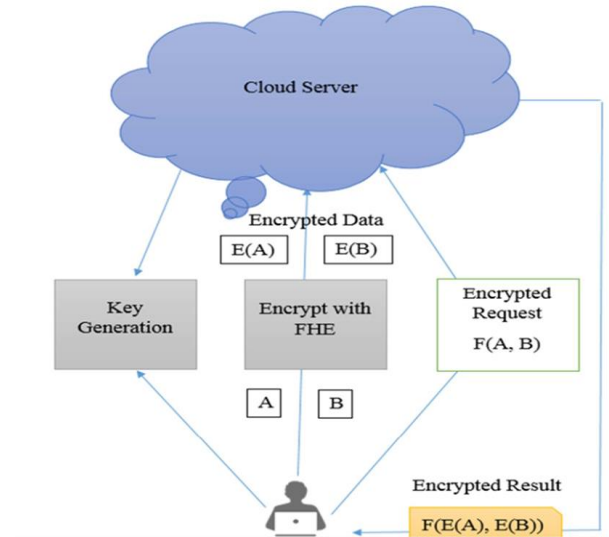 Cloud Server
Encrypted Data
E(A)
E(B)
Key
Generation
Encrypt with
FHE
Encrypted
Request
F(A, B)
A
B
Encrypted Result
F(E(A), E(B))